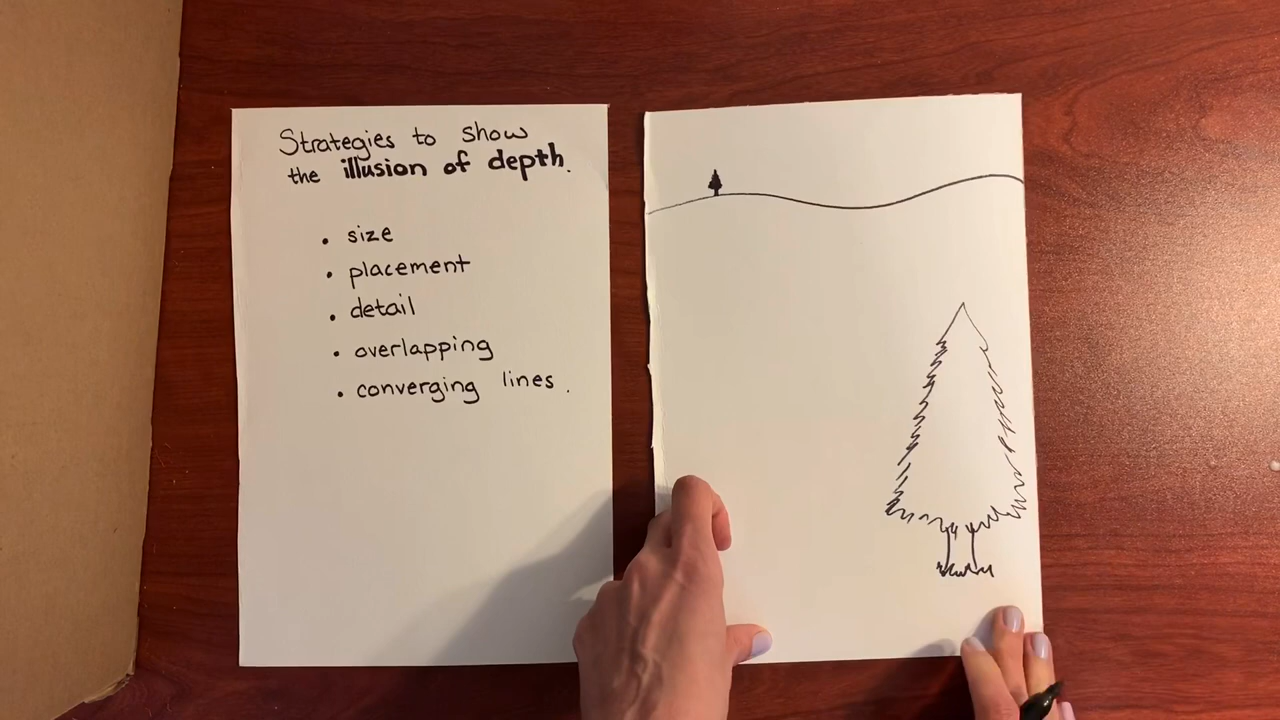 Strategies to show
the illusion of depth.
• size
• placement
• detail
• overlapping
• converging lines.